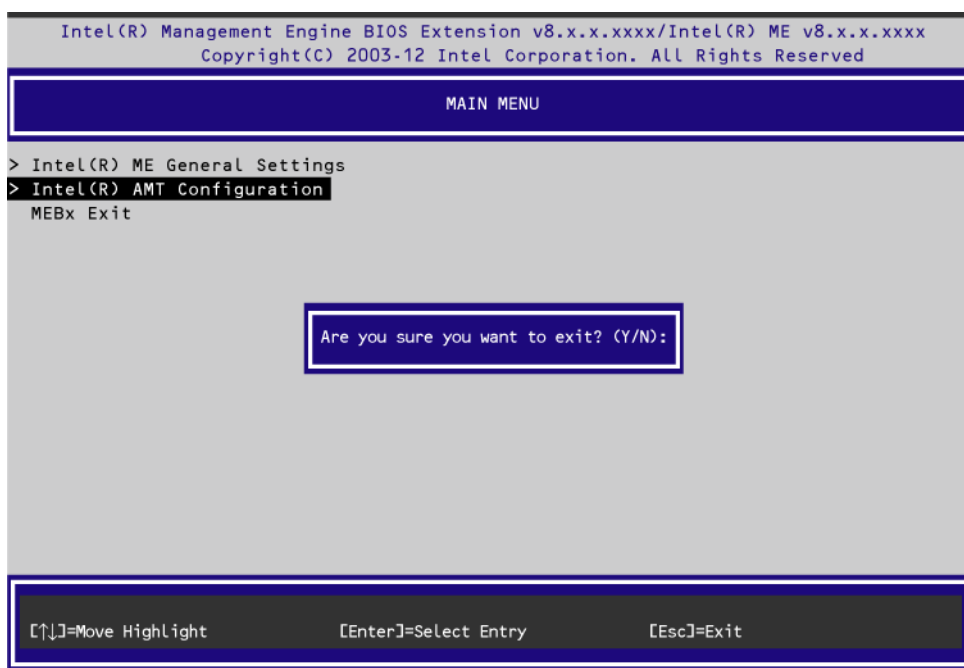 Intel(R) Management Engine BIOS Extension v8.x.x.xxxx/Intel(R) ME v8.x.x.xxxx
Copyright(C) 2003-12 Intel Corporation. All Rights Reserved
MAIN MENU
> Intel(R) ME General Settings
> Intel(R) AMT Configuration
MEBx Exit
Are you sure you want to exit? (Y/N):
[↑↓]=Move Highlight [Enter]=Select Entry [Esc]=Exit